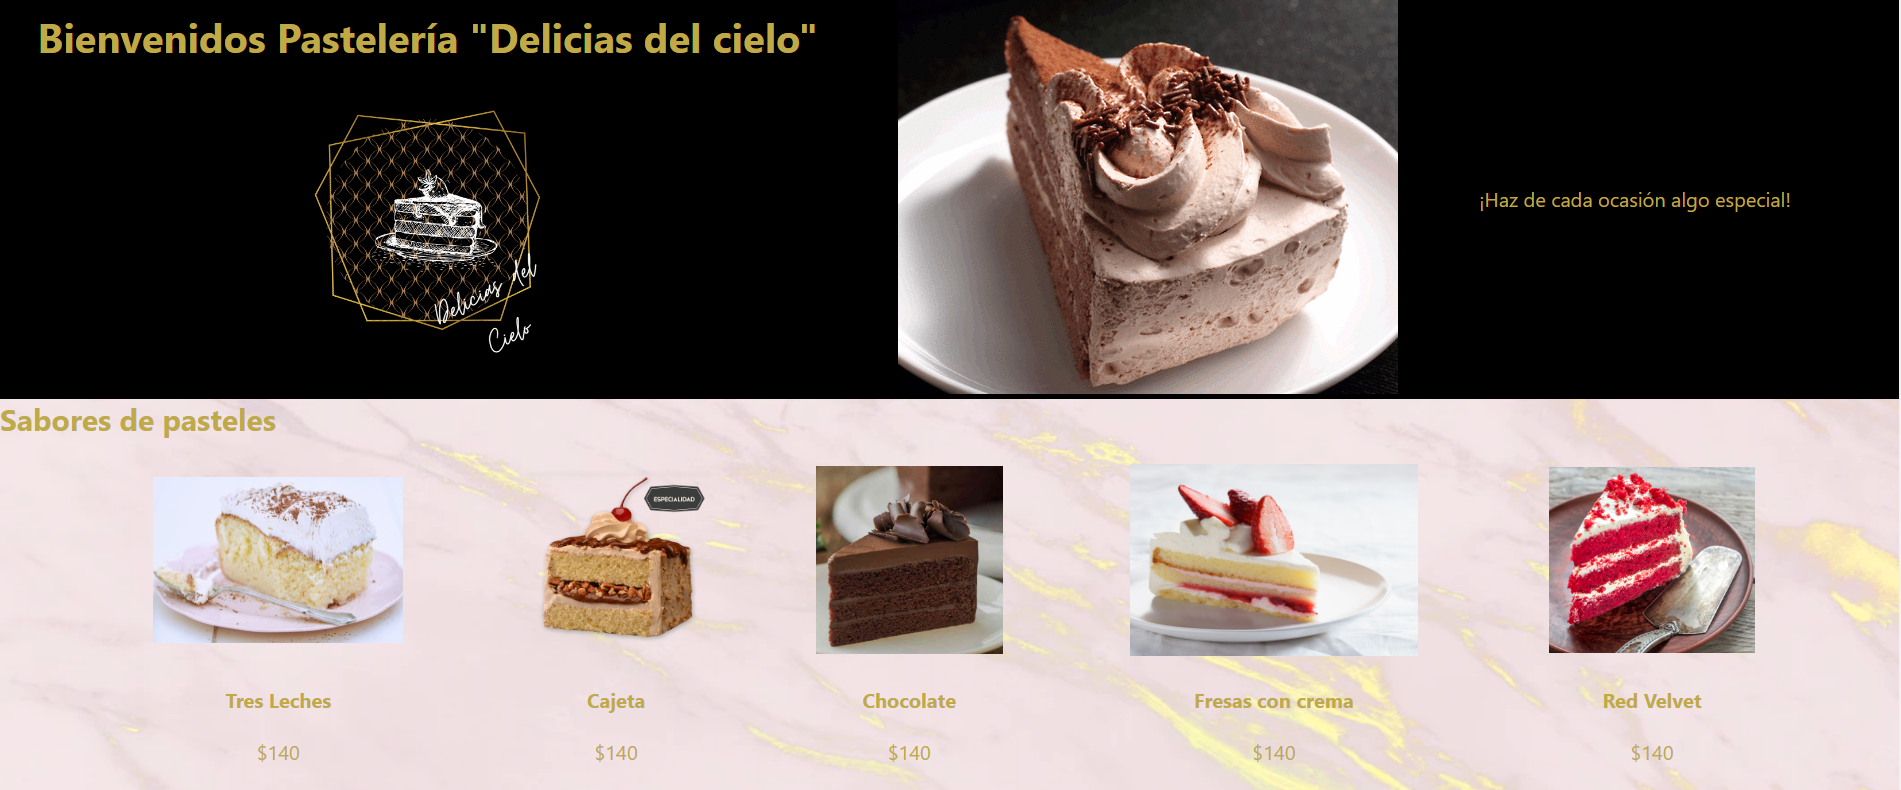 Bienvenidos Pastelería "Delicias del cielo"
Delicias del
Cielo
¡Haz de cada ocasión algo especial!
Sabores de pasteles
ESPECIALIDAD
Tres Leches
Cajeta
Chocolate
Fresas con crema
Red Velvet
$140
$140
$140
$140
$140